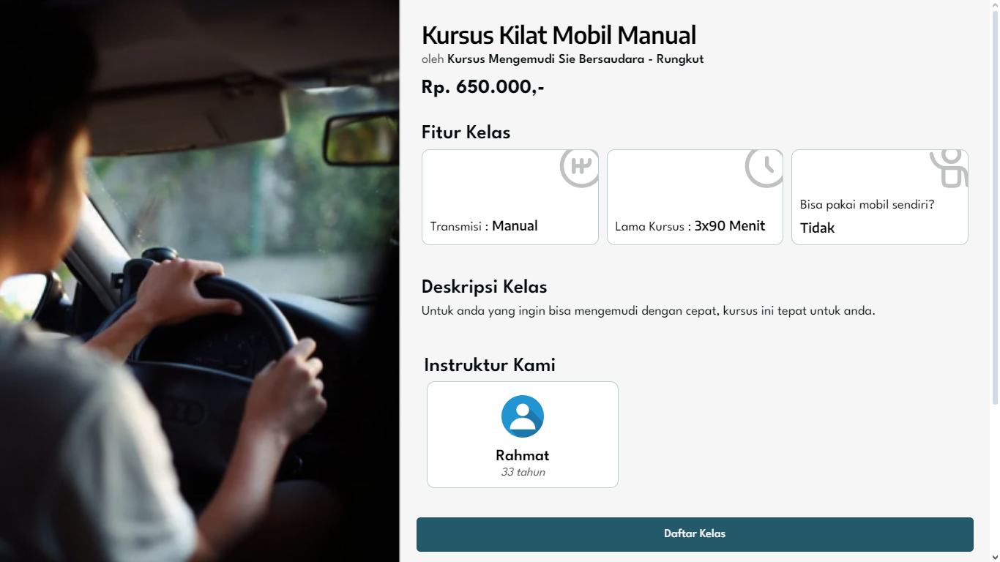 Kursus Kilat Mobil Manual
oleh Kursus Mengemudi Sie Bersaudara - Rungkut
Rp. 650.000,-
Fitur Kelas
Transmisi : Manual
Lama Kursus : 3x90 Menit
Bisa pakai mobil sendiri?
Tidak
Deskripsi Kelas
Untuk anda yang ingin bisa mengemudi dengan cepat, kursus ini tepat untuk anda.
Instruktur Kami
Rahmat
33 tahun
Daftar Kelas